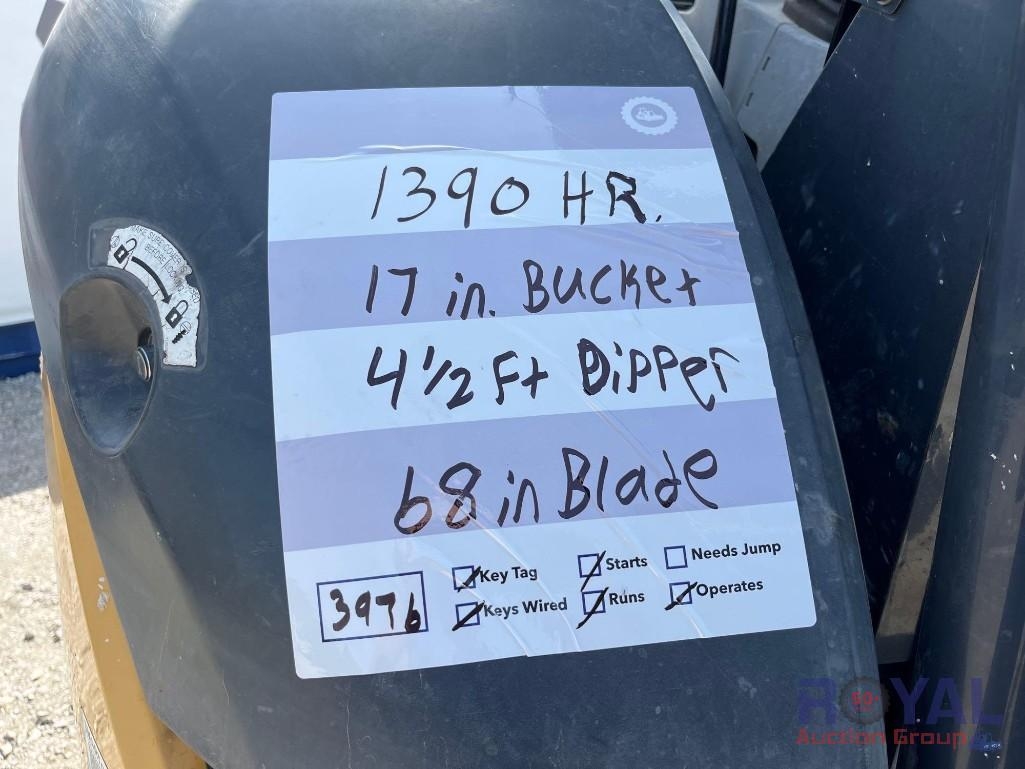 1390 HR.
17 in. Bucket
4 1/2 Ft Dipper
68 in Blade
3976
Key Tag
Starts
Needs Jump
Keys Wired
Runs
Operates
ROYAL
Auction Group